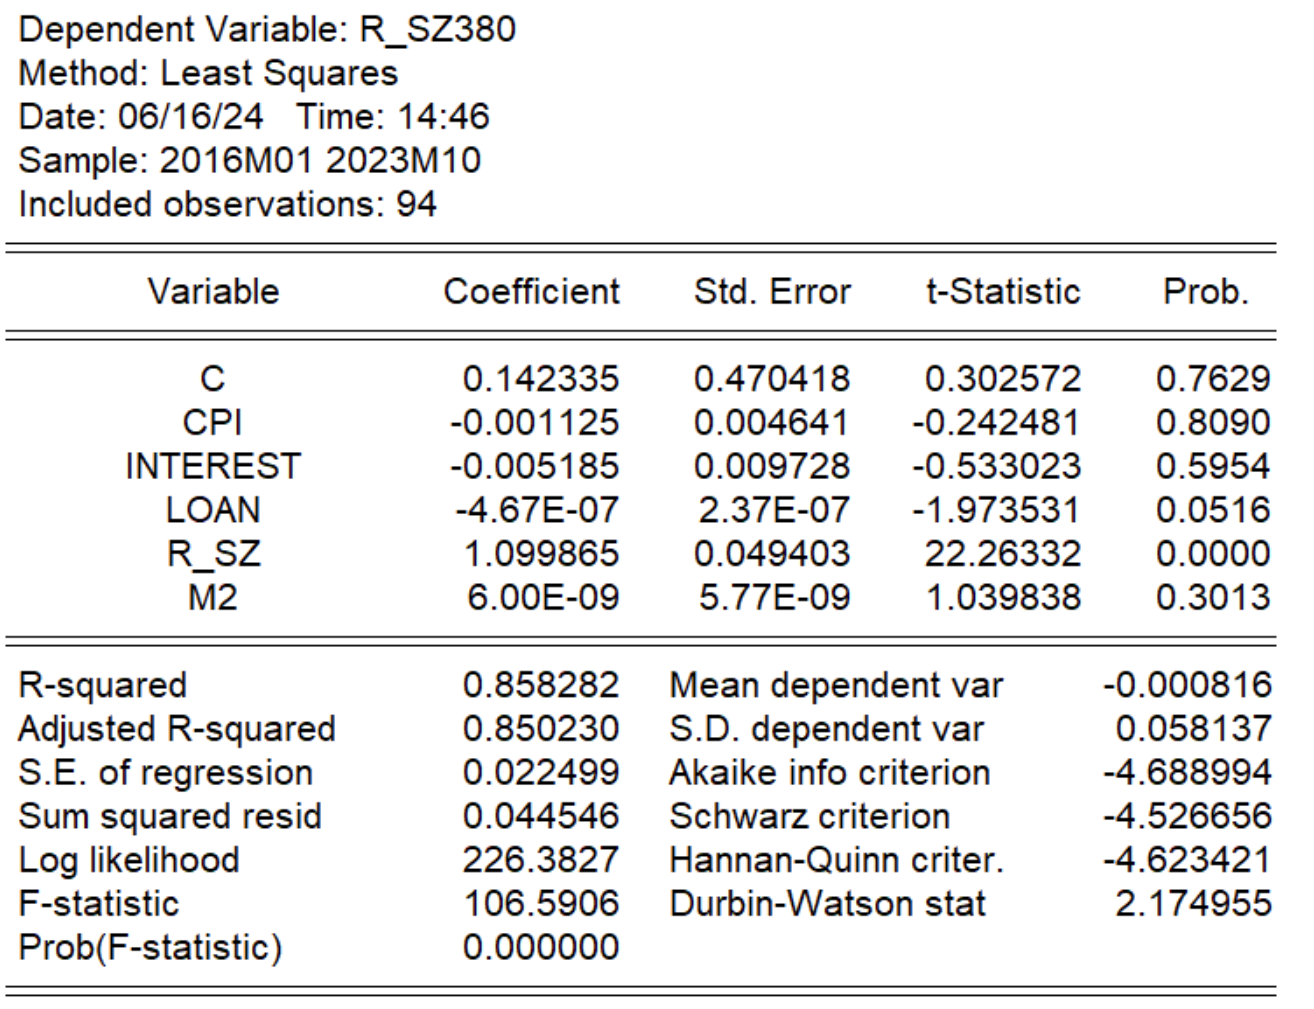 Dependent Variable: R_SZ380
Method: Least Squares
Date: 06/16/24 Time: 14:46
Sample: 2016M01 2023M10
Included observations: 94
Variable Coefficient Std. Error t-Statistic Prob.
C 0.142335 0.470418 0.302572 0.7629
CPI -0.001125 0.004641 -0.242481 0.8090
INTEREST -0.005185 0.009728 -0.533023 0.5954
LOAN -4.67E-07 2.37E-07 -1.973531 0.0516
R_SZ 1.099865 0.049403 22.26332 0.0000
M2 6.00E-09 5.77E-09 1.039838 0.3013
R-squared 0.858282 Mean dependent var -0.000816
Adjusted R-squared 0.850230 S.D. dependent var 0.058137
S.E. of regression 0.022499 Akaike info criterion -4.688994
Sum squared resid 0.044546 Schwarz criterion -4.526656
Log likelihood 226.3827 Hannan-Quinn criter. -4.623421
F-statistic 106.5906 Durbin-Watson stat 2.174955
Prob(F-statistic) 0.000000